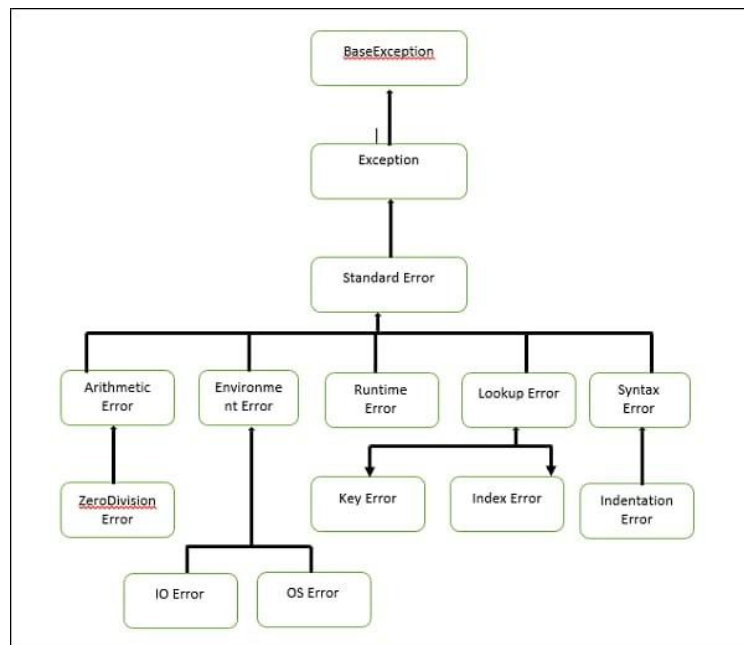 BaseException
Exception
Standard Error
Arithmetic
Error
Environme
nt Error
Runtime
Error
Lookup Error
Syntax
Error
ZeroDivision
Error
Key Error
Index Error
Indentation
Error
IO Error
OS Error